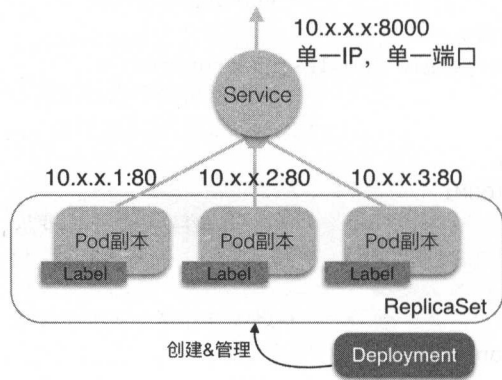 10.x.x.x:8000
单一IP，单一端口
Service
10.x.x.1:80 10.x.x.2:80 10.x.x.3:80
Pod副本 Pod副本 Pod副本
Label Label Label
ReplicaSet
创建&管理
Deployment